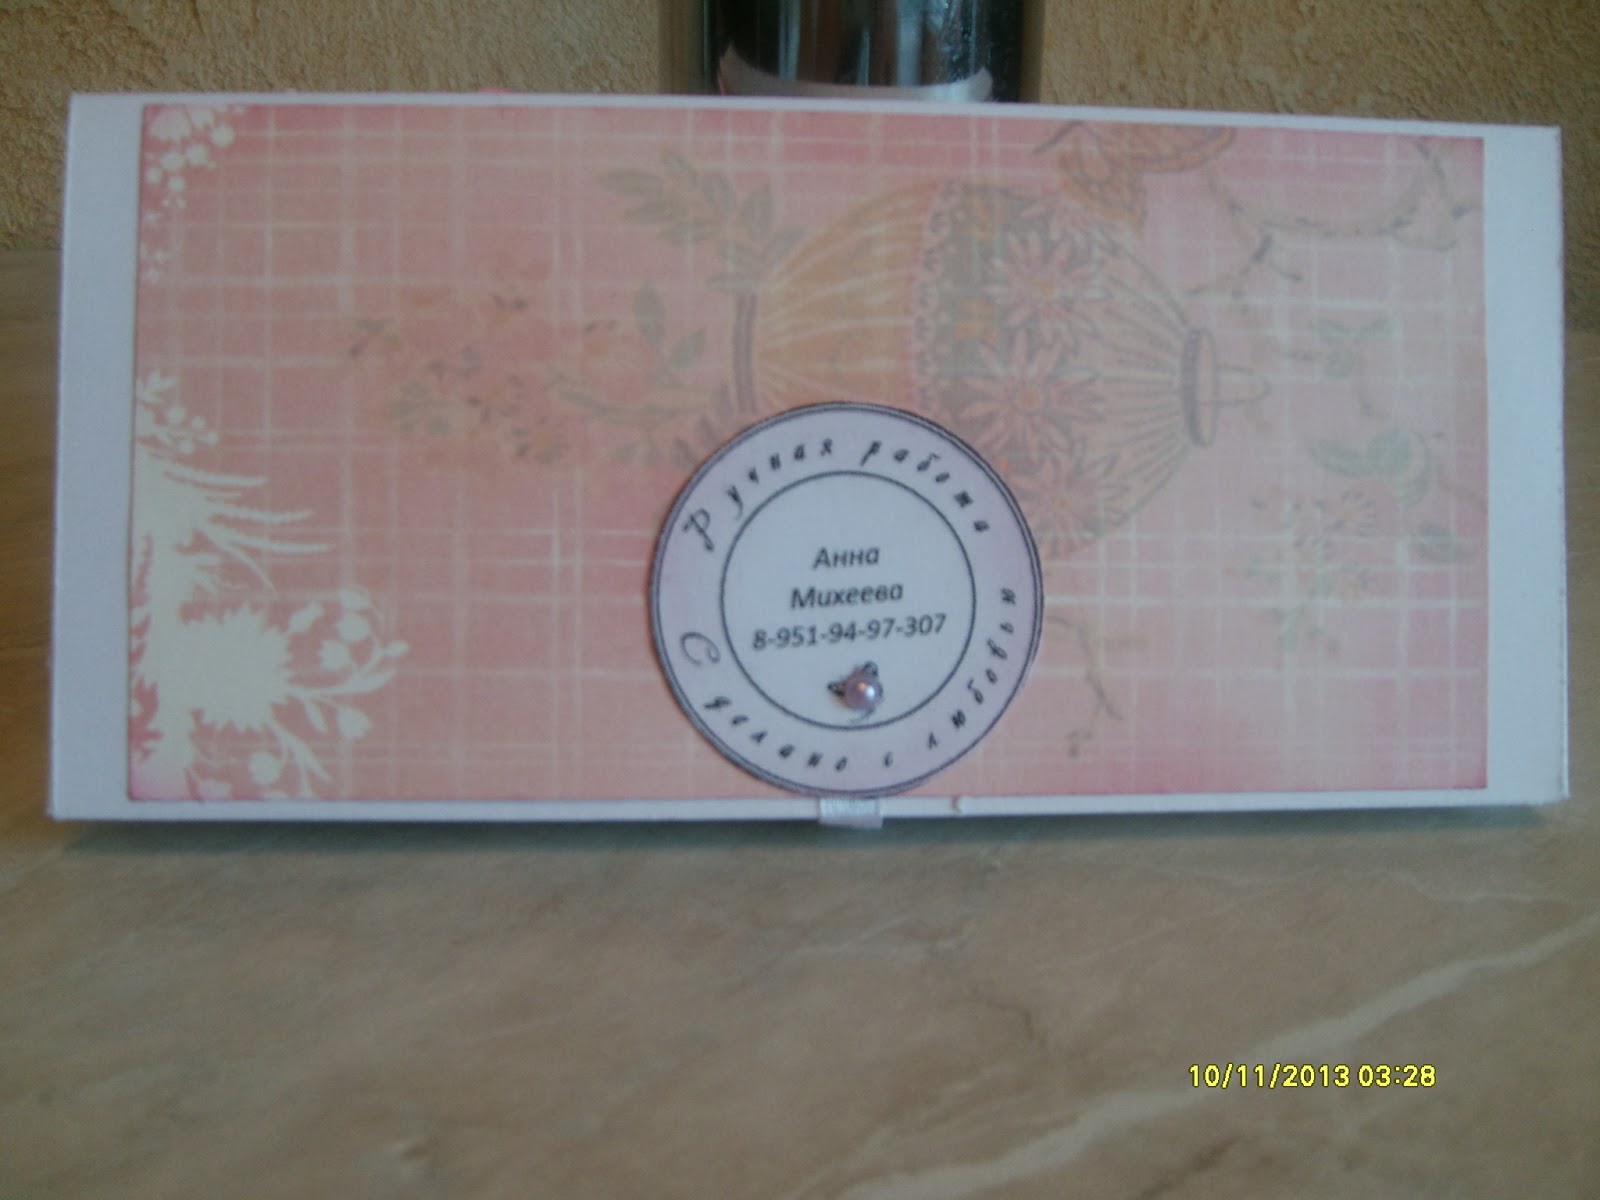 Ручная работа
Анна
Михеева
8-951-94-97-307
Сделано с любовью
10/11/2013 03:28